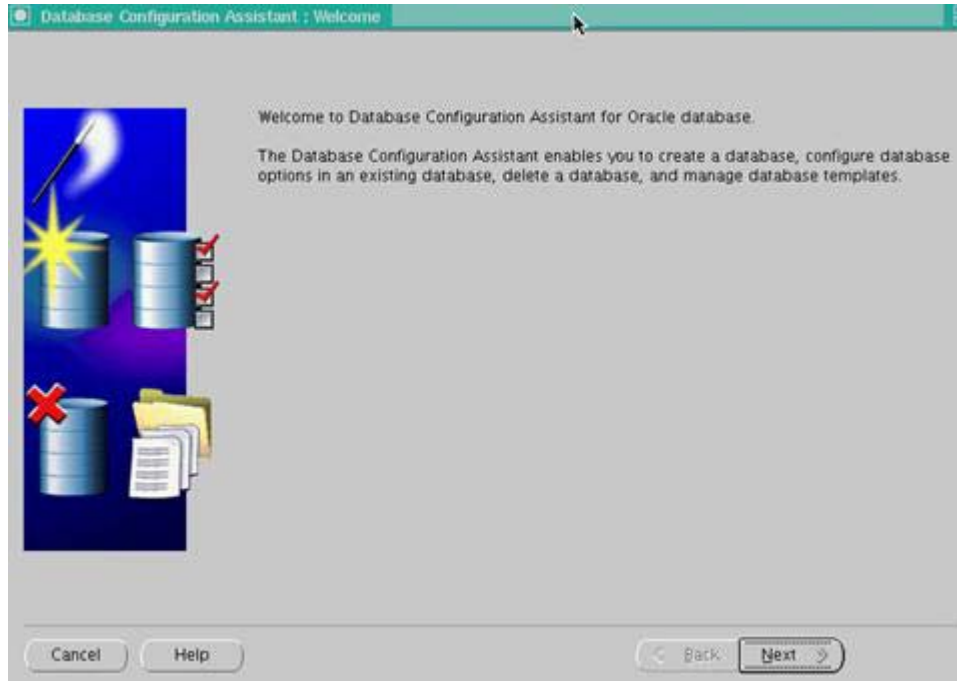 Database Configuration Assistant : Welcome
Welcome to Database Configuration Assistant for Oracle database.
The Database Configuration Assistant enables you to create a database, configure database
options in an existing database, delete a database, and manage database templates.
Cancel
Help
Back
Next